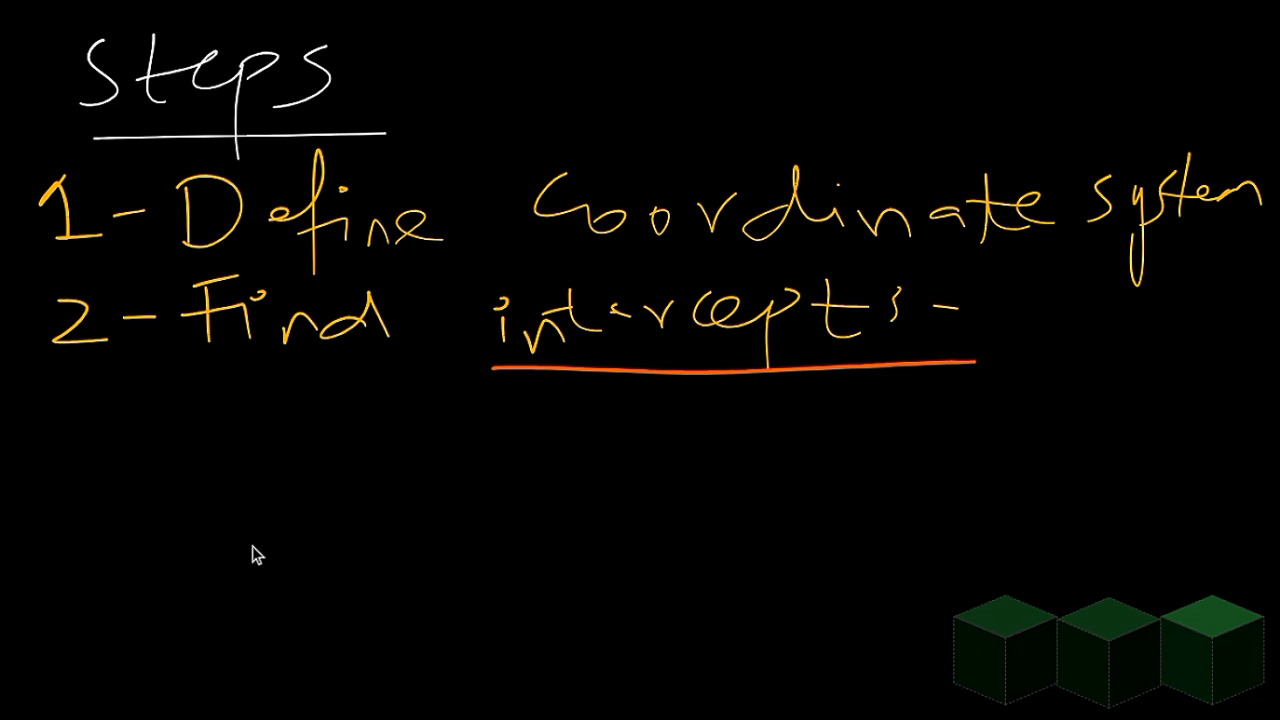 Steps
1- Define Coordinate system
2- Find intercepts -